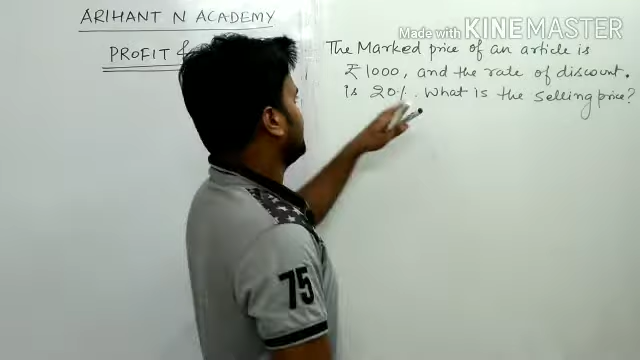 ARIHANT N ACADEMY
PROFIT &
Made with KINEMASTER
The Marked price of an article is
₹1000, and the rate of discount.
is 20%. What is the selling price?
75